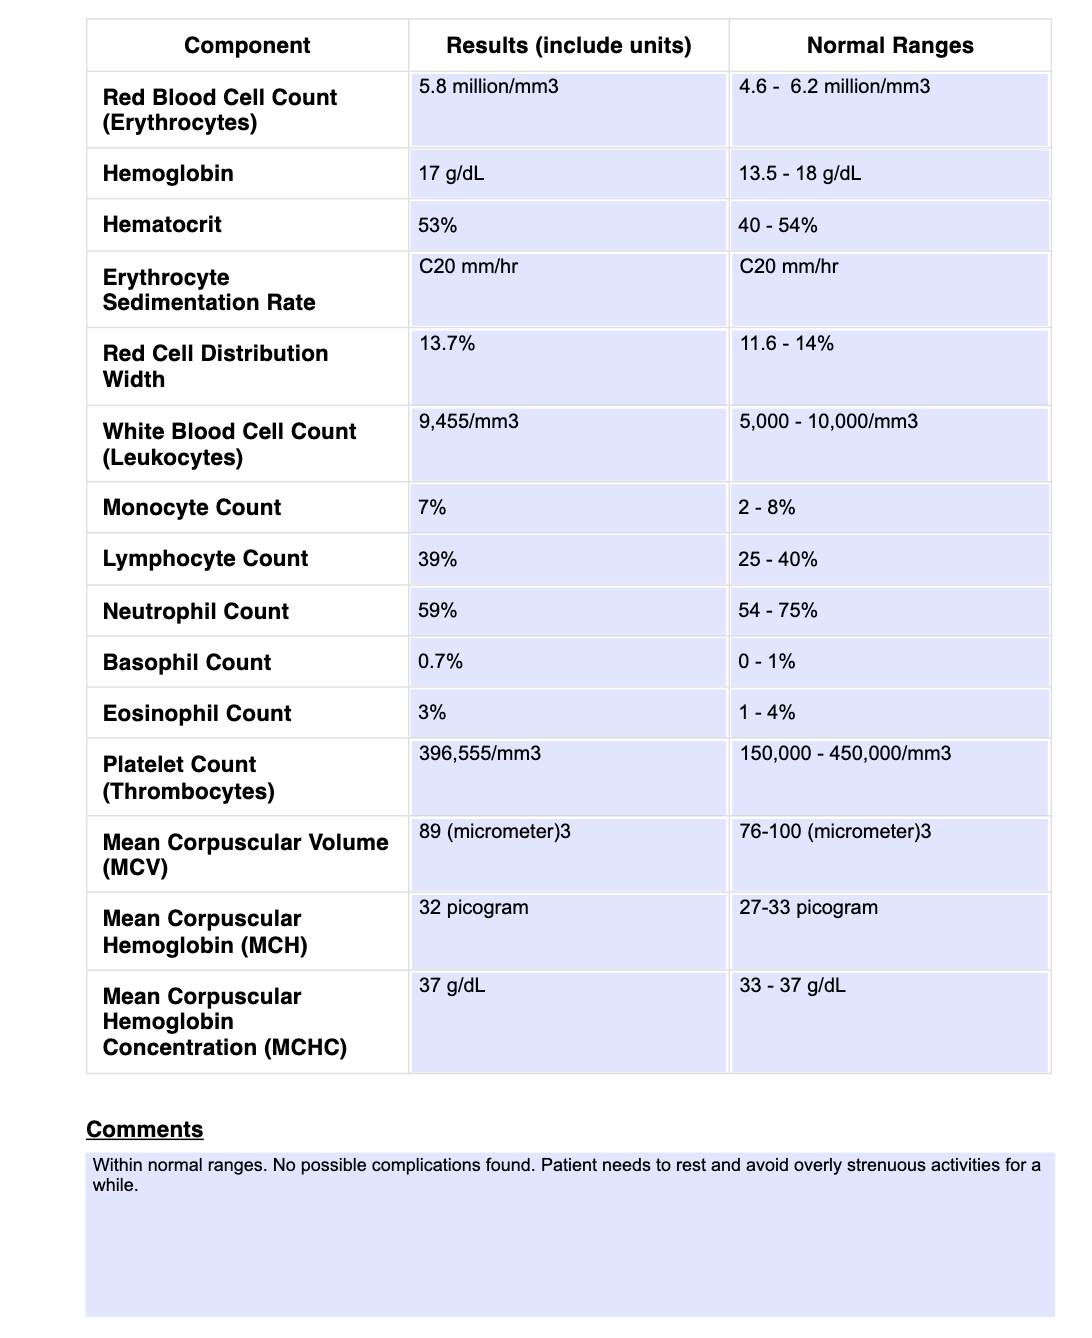 Component Results (include units) Normal Ranges
Red Blood Cell Count 5.8 million/mm3 4.6 -  6.2 million/mm3
(Erythrocytes)
Hemoglobin 17 g/dL 13.5 - 18 g/dL
Hematocrit 53% 40 - 54%
Erythrocyte C20 mm/hr C20 mm/hr
Sedimentation Rate
Red Cell Distribution 13.7% 11.6 - 14%
Width
White Blood Cell Count 9,455/mm3 5,000 - 10,000/mm3
(Leukocytes)
Monocyte Count 7% 2 - 8%
Lymphocyte Count 39% 25 - 40%
Neutrophil Count 59% 54 - 75%
Basophil Count 0.7% 0 - 1%
Eosinophil Count 3% 1 - 4%
Platelet Count 396,555/mm3 150,000 - 450,000/mm3
(Thrombocytes)
Mean Corpuscular Volume 89 (micrometer)3 76-100 (micrometer)3
(MCV)
Mean Corpuscular 32 picogram 27-33 picogram
Hemoglobin (MCH)
Mean Corpuscular 37 g/dL 33 - 37 g/dL
Hemoglobin
Concentration (MCHC)
Comments
Within normal ranges. No possible complications found. Patient needs to rest and avoid overly strenuous activities for a
while.